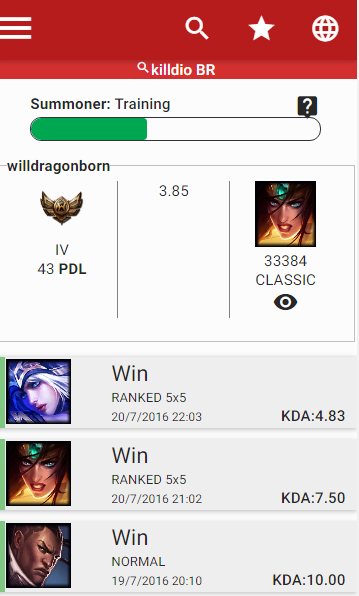 killdio BR
Summoner: Training
?
willdragonborn
IV
43 PDL
3.85
33384
CLASSIC
Win
RANKED 5x5
20/7/2016 22:03
KDA:4.83
Win
RANKED 5x5
20/7/2016 21:02
KDA:7.50
Win
NORMAL
19/7/2016 20:10
KDA:10.00